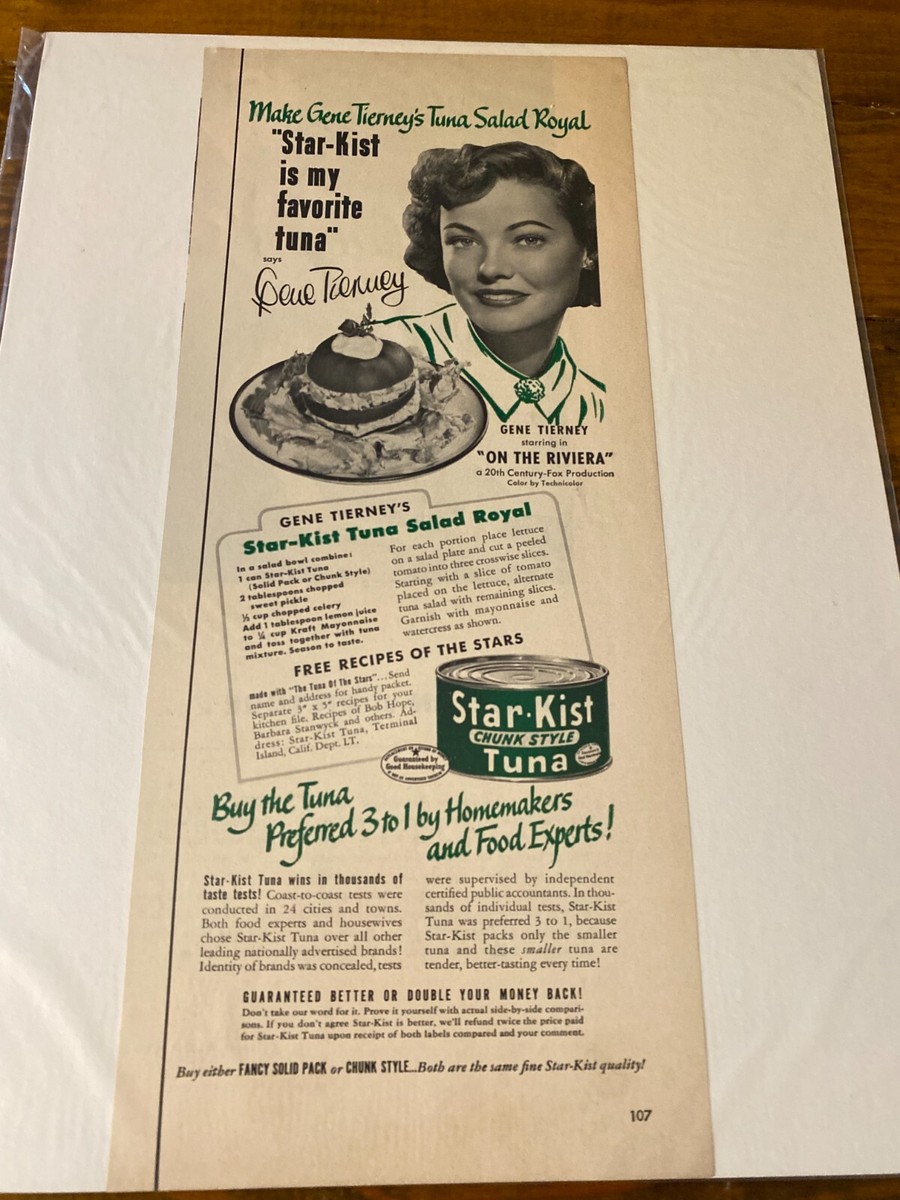 Make Gene Tierney's Tuna Salad Royal
"Star-Kist
is my
favorite
tuna"
says
Gene Tierney
GENE TIERNEY
starring in
"ON THE RIVIERA"
a 20th Century-Fox Production
Color by Technicolor
GENE TIERNEY'S
Star-Kist Tuna Salad Royal
In a salad bowl combine:
1 can Star-Kist Tuna
(Solid Pack or Chunk Style)
2 tablespoons chopped
sweet pickle
½ cup chopped celery
Add 1 tablespoon lemon juice
to ¼ cup Kraft Mayonnaise
and toss together with tuna
mixture. Season to taste.
For each portion place lettuce
on a salad plate and cut a peeled
tomato into three crosswise slices.
Starting with a slice of tomato
placed on the lettuce, alternate
tuna salad with remaining slices.
Garnish with mayonnaise and
watercress as shown.
FREE RECIPES OF THE STARS
made with "The Tuna Of The Stars"...Send
name and address for handy packet.
Separate 3" x 5" recipes for your
kitchen file. Recipes of Bob Hope,
Barbara Stanwyck and others. Ad-
dress: Star-Kist Tuna, Terminal
Island, Calif. Dept. LT.
Star-Kist
CHUNK STYLE
Tuna
Guaranteed by
Good Housekeeping
Buy the Tuna
Preferred 3 to 1 by Homemakers
and Food Experts!
Star-Kist Tuna wins in thousands of
taste tests! Coast-to-coast tests were
conducted in 24 cities and towns.
Both food experts and housewives
chose Star-Kist Tuna over all other
leading nationally advertised brands!
Identity of brands was concealed, tests
were supervised by independent
certified public accountants. In thou-
sands of individual tests, Star-Kist
Tuna was preferred 3 to 1, because
Star-Kist packs only the smaller
tuna and these smaller tuna are
tender, better-tasting every time!
GUARANTEED BETTER OR DOUBLE YOUR MONEY BACK!
Don't take our word for it. Prove it yourself with actual side-by-side compari-
sons. If you don't agree Star-Kist is better, we'll refund twice the price paid
for Star-Kist Tuna upon receipt of both labels compared and your comment.
Buy either FANCY SOLID PACK or CHUNK STYLE...Both are the same fine Star-Kist quality!
107